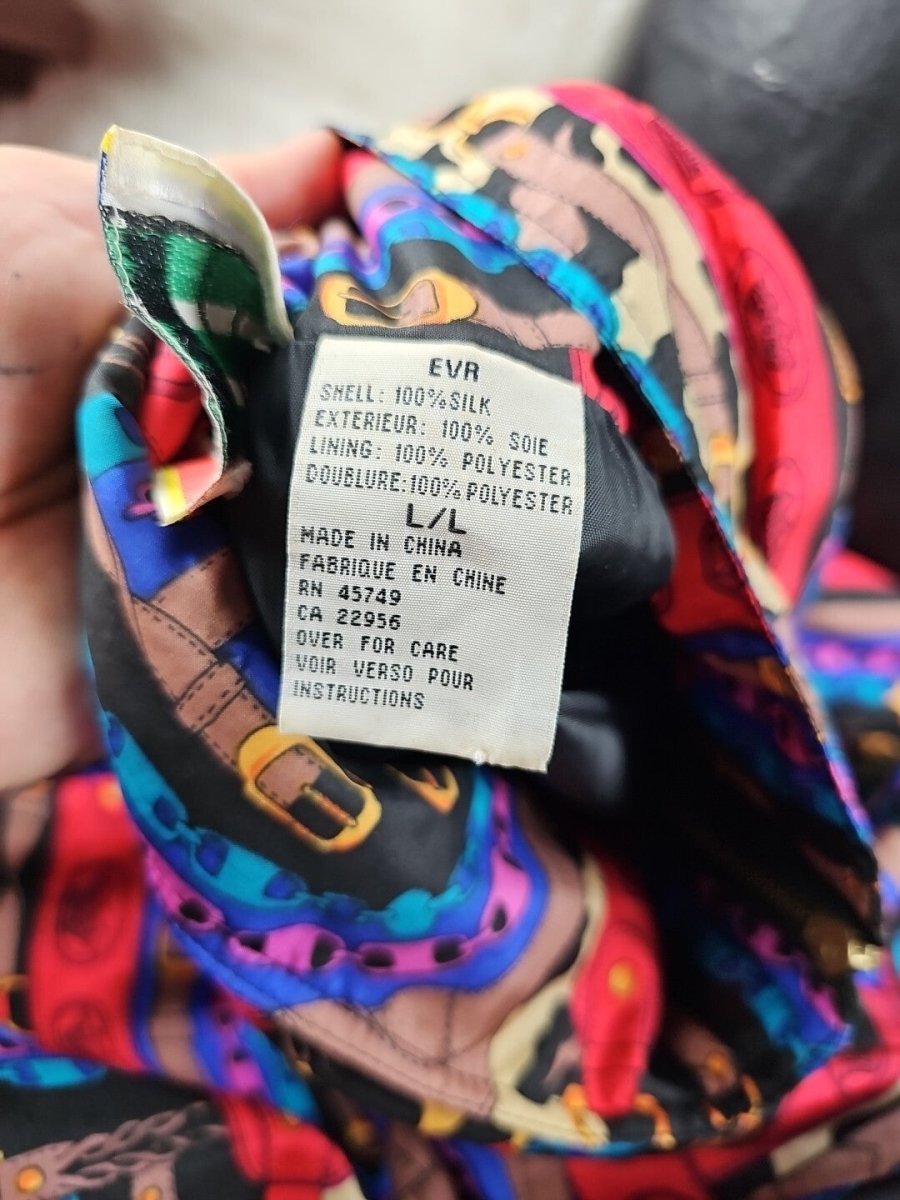 EVR
SHELL: 100%SILK
EXTERIEUR: 100% SOIE
LINING: 100% POLYESTER
DOUBLURE:100%POLYESTER
L/L
MADE IN CHINA
FABRIQUE EN CHINE
RN 45749
CA 22956
OVER FOR CARE
VOIR VERSO POUR
INSTRUCTIONS